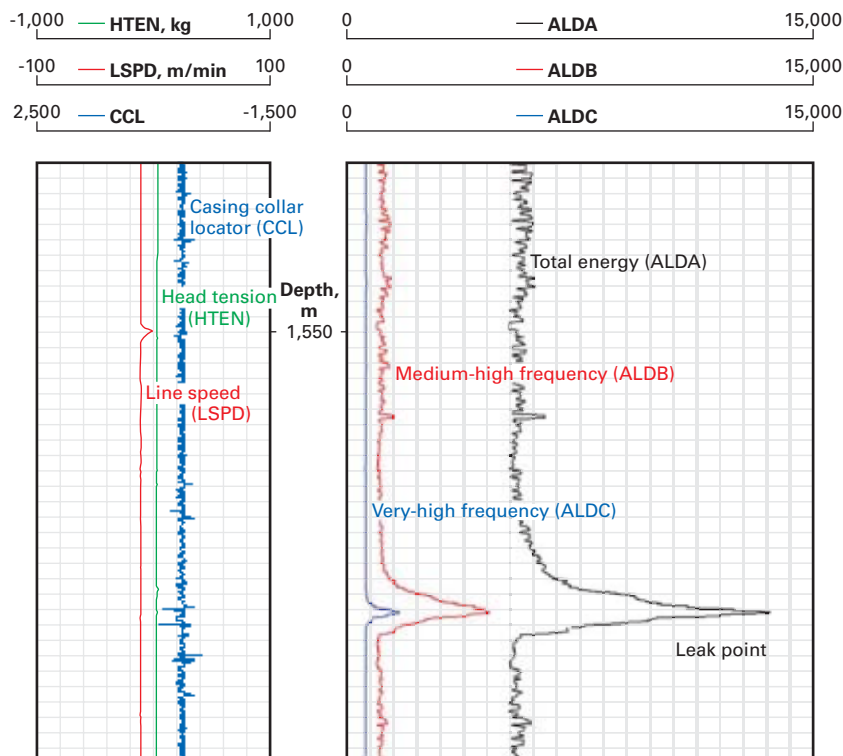 -1,000 HTEN, kg 1,000
-100 LSPD, m/min 100
2,500 CCL -1,500
0 ALDA 15,000
0 ALDB 15,000
0 ALDC 15,000
Casing collar
locator (CCL)
Head tension
(HTEN)
Line speed
(LSPD)
Depth,
m
1,550
Total energy (ALDA)
Medium-high frequency (ALDB)
Very-high frequency (ALDC)
Leak point